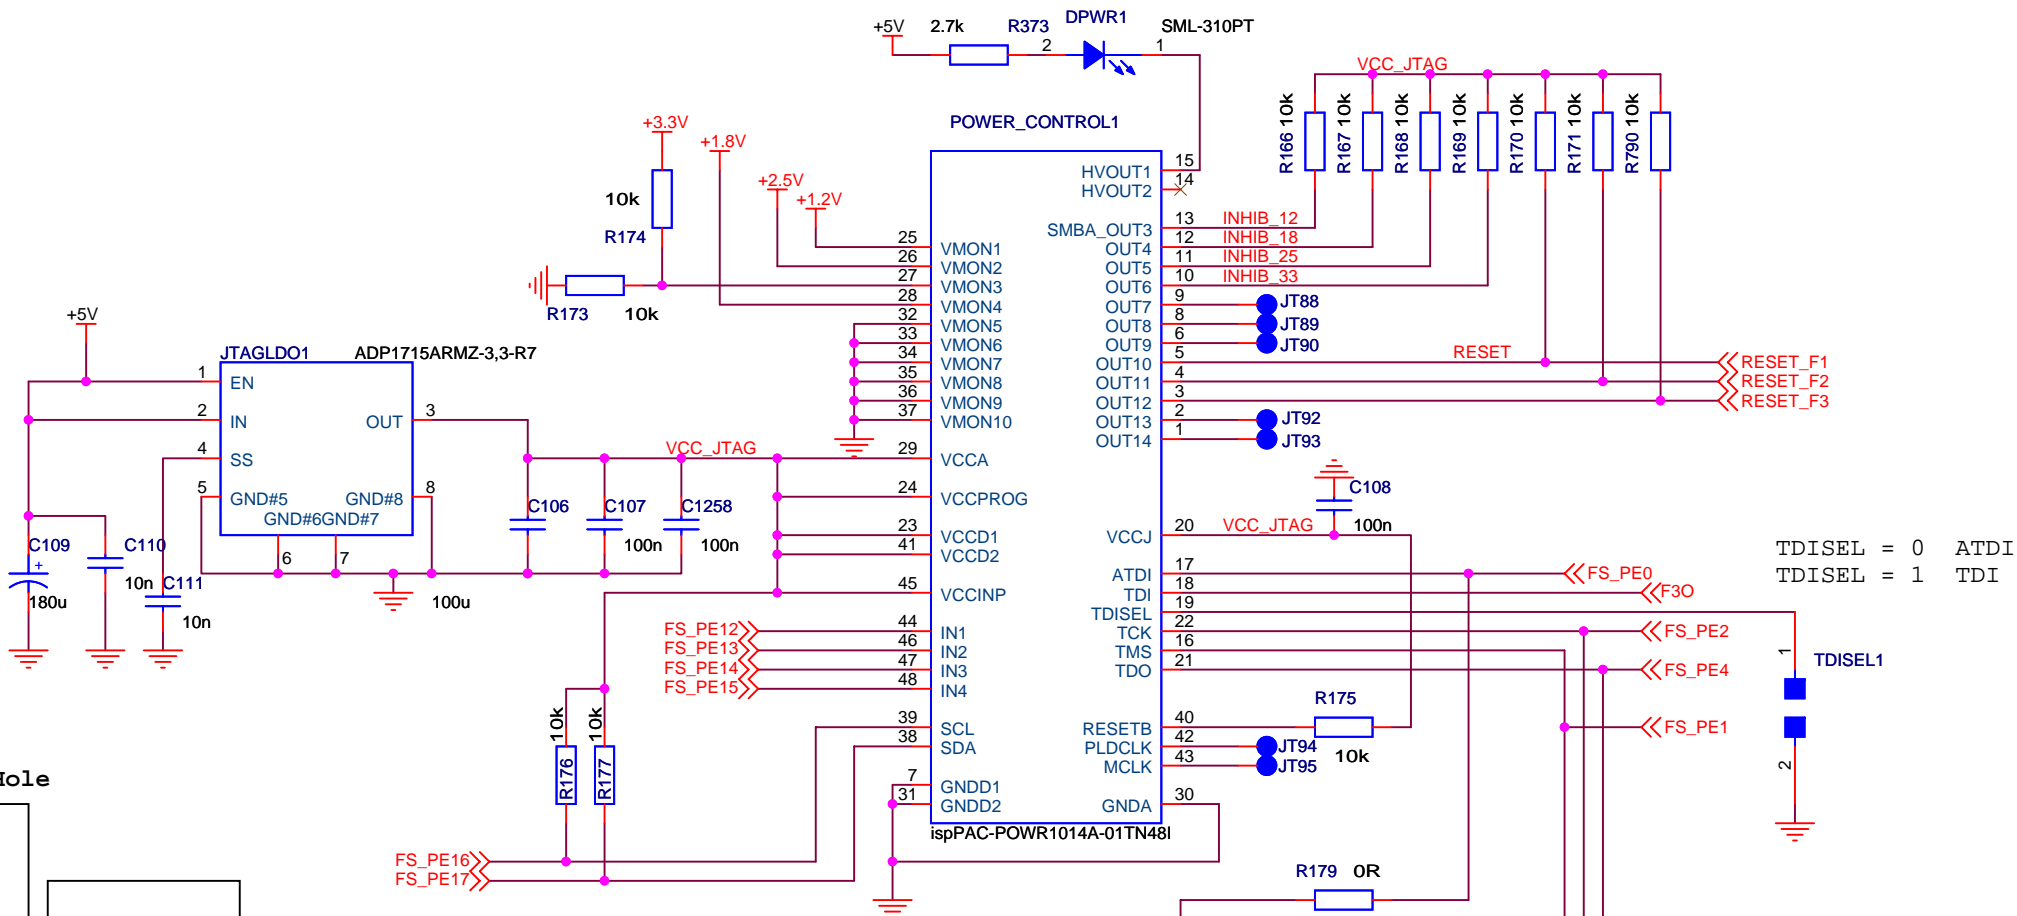 +5V 2.7k R373 DPWR1 SML-310PT
2 1
VCC_JTAG
R166 10k
R167 10k
R168 10k
R169 10k
R170 10k
R171 10k
R790 10k
+3.3V
+1.8V
+2.5V
+1.2V
10k
R174
R173 10k
POWER_CONTROL1
15 HVOUT1
14 HVOUT2
13 SMBA_OUT3 INHIB_12
12 OUT4 INHIB_18
11 OUT5 INHIB_25
10 OUT6 INHIB_33
9 OUT7 JT88
8 OUT8 JT89
6 OUT9 JT90
5 OUT10 RESET RESET_F1
4 OUT11 RESET_F2
3 OUT12 RESET_F3
2 OUT13 JT92
1 OUT14 JT93
25 VMON1
26 VMON2
27 VMON3
28 VMON4
32 VMON5
33 VMON6
34 VMON7
35 VMON8
36 VMON9
37 VMON10
VCC_JTAG 29 VCCA
24 VCCPROG
23 VCCD1
41 VCCD2
45 VCCINP
FS_PE12 44 IN1
FS_PE13 46 IN2
FS_PE14 47 IN3
FS_PE15 48 IN4
39 SCL
38 SDA
7 GNDD1
31 GNDD2
C108
100n
20 VCCJ VCC_JTAG
17 ATDI FS_PE0
18 TDI F3O
19 TDISEL
22 TCK FS_PE2
16 TMS
21 TDO FS_PE4
FS_PE1
40 RESETB R175 10k
42 PLDCLK JT94
43 MCLK JT95
30 GNDA
ispPAC-POWR1014A-01TN48I
TDISEL = 0 ATDI
TDISEL = 1 TDI
1
TDISEL1
2
R179 0R
+5V
JTAGLDO1 ADP1715ARMZ-3,3-R7
1 EN
2 IN OUT 3
4 SS
5 GND#5 GND#8 8
GND#6GND#7
6 7
C109
+
180u
C110
10n
C111
10n
C106
100u
C107
100n
C1258
100n
10k 10k
R176 R177
FS_PE16
FS_PE17
Hole